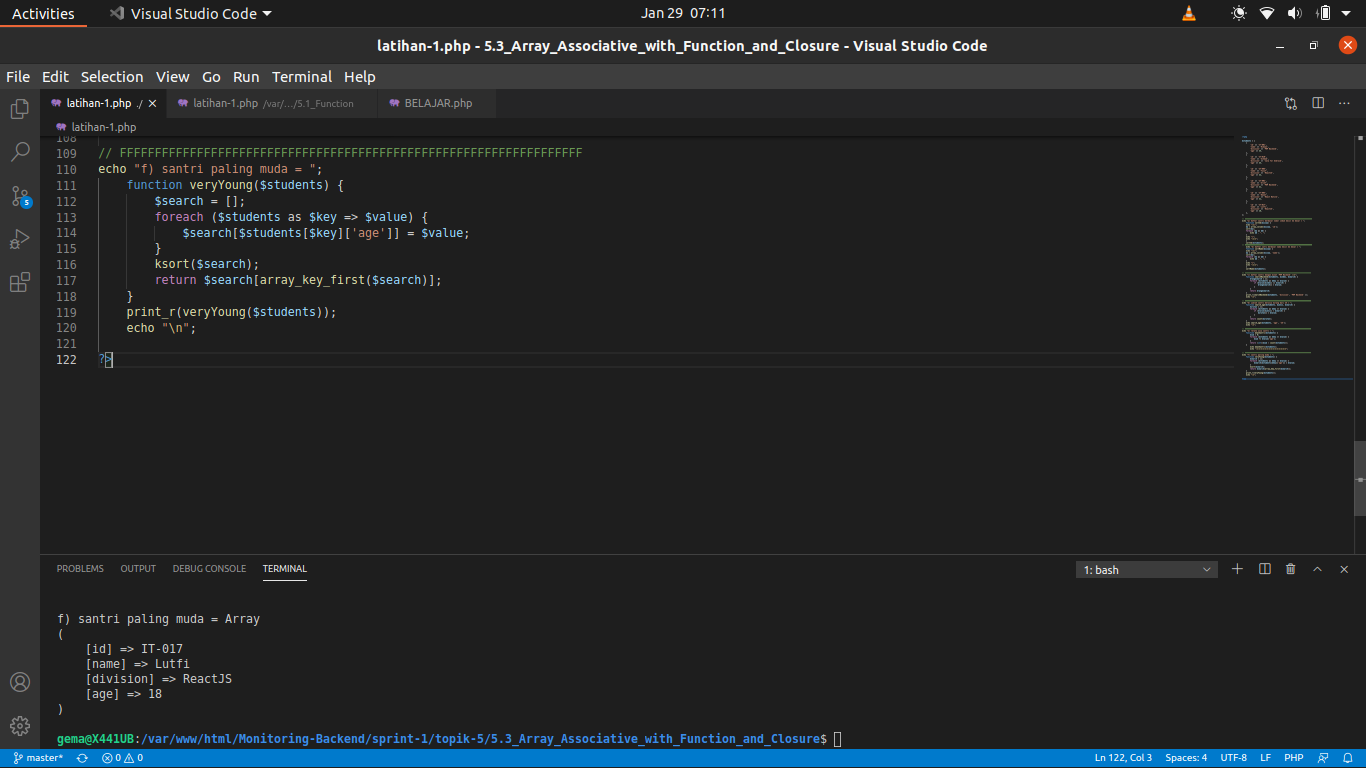 Activities
Visual Studio Code
Jan 29 07:11
latihan-1.php - 5.3_Array_Associative_with_Function_and_Closure - Visual Studio Code
File Edit Selection View Go Run Terminal Help
latihan-1.php ./
latihan-1.php /var/.../5.1_Function
BELAJAR.php
latihan-1.php
108
109 // FFFFFFFFFFFFFFFFFFFFFFFFFFFFFFFFFFFFFFFFFFFFFFFFFFFFFFFFFFFFFFFFFF
110 echo "f) santri paling muda = ";
111 function veryYoung($students) {
112 $search = [];
113 foreach ($students as $key => $value) {
114 $search[$students[$key]['age']] = $value;
115 }
116 ksort($search);
117 return $search[array_key_first($search)];
118 }
119 print_r(veryYoung($students));
120 echo "\n";
121
122 ?>
5
PROBLEMS OUTPUT DEBUG CONSOLE TERMINAL
1: bash
f) santri paling muda = Array
(
[id] => IT-017
[name] => Lutfi
[division] => ReactJS
[age] => 18
)
gema@X441UB:/var/www/html/Monitoring-Backend/sprint-1/topik-5/5.3_Array_Associative_with_Function_and_Closure$
master* 0 0 Ln 122, Col 3 Spaces: 4 UTF-8 LF PHP